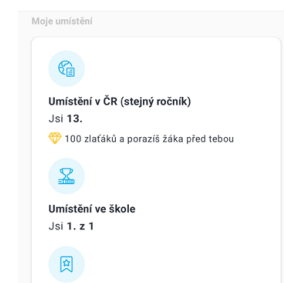 Moje umístění
Umístění v ČR (stejný ročník)
Jsi 13.
100 zlaťáků a porazíš žáka před tebou
Umístění ve škole
Jsi 1. z 1